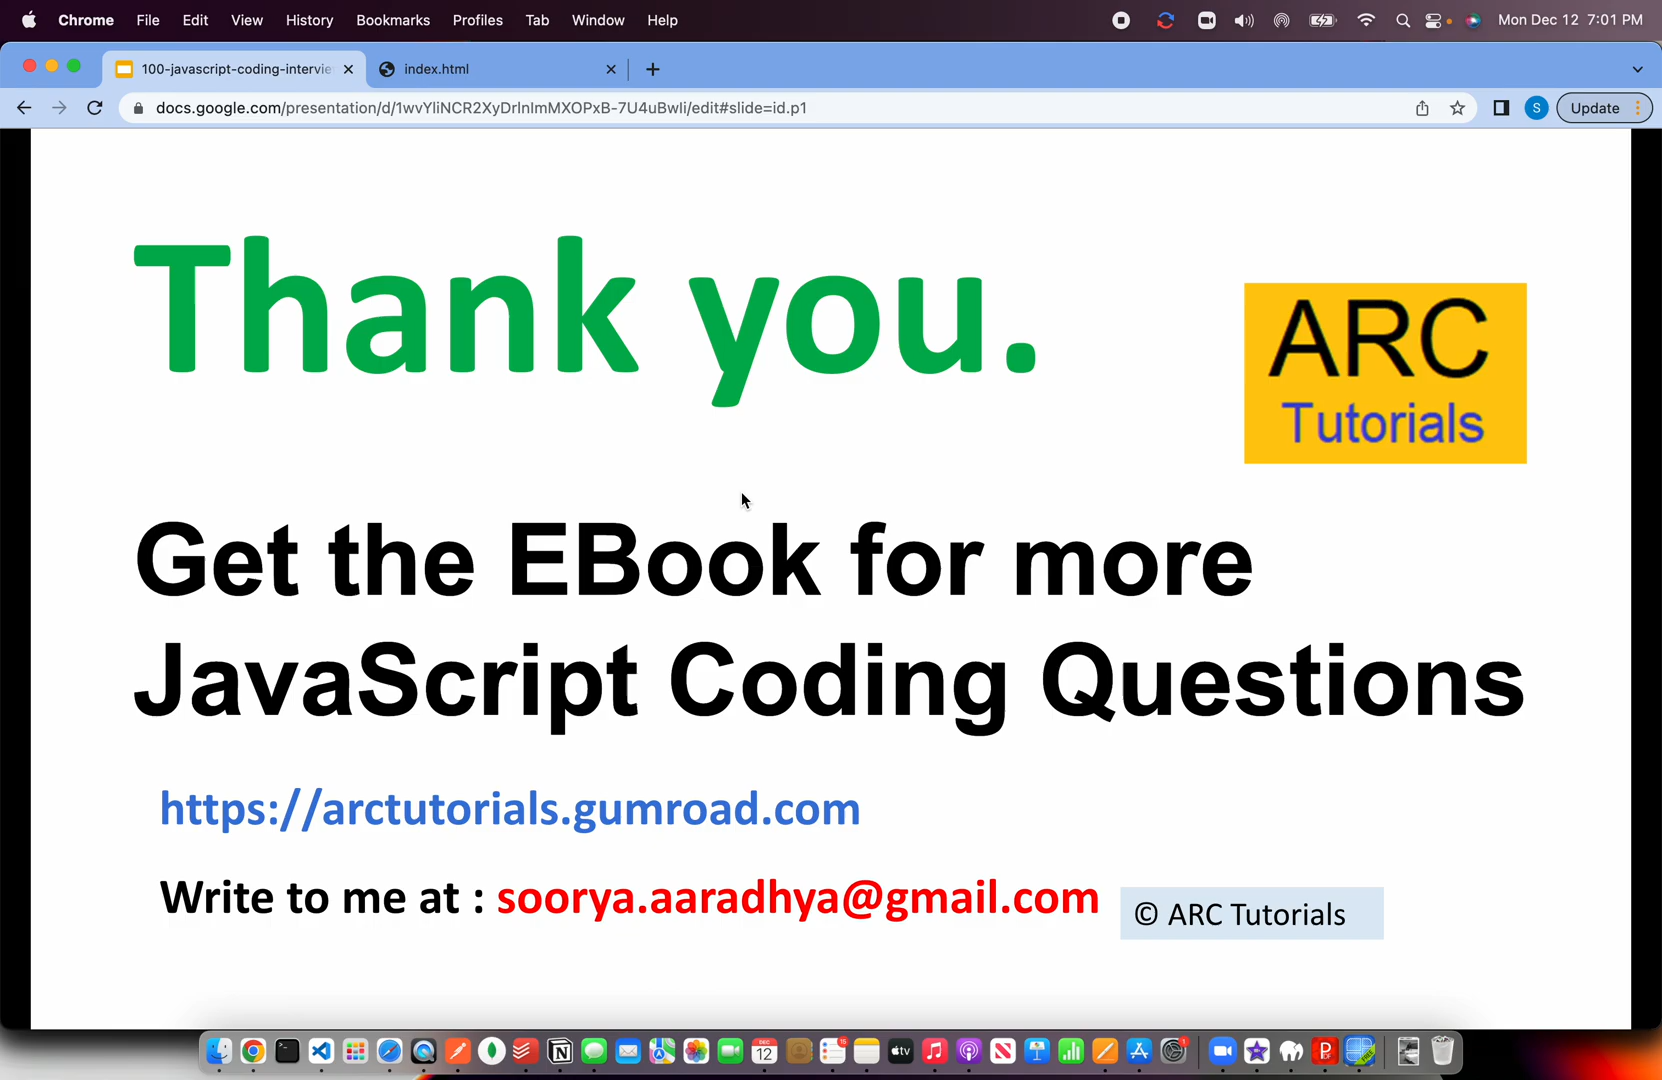 Chrome File Edit View History Bookmarks Profiles Tab Window Help Mon Dec 12 7:01 PM
100-javascript-coding-intervie index.html
docs.google.com/presentation/d/1wvYliNCR2XyDrlnlmMXOPxB-7U4uBwli/edit#slide=id.p1 S Update
Thank you.
ARC
Tutorials
Get the EBook for more
JavaScript Coding Questions
https://arctutorials.gumroad.com
Write to me at : soorya.aaradhya@gmail.com
© ARC Tutorials